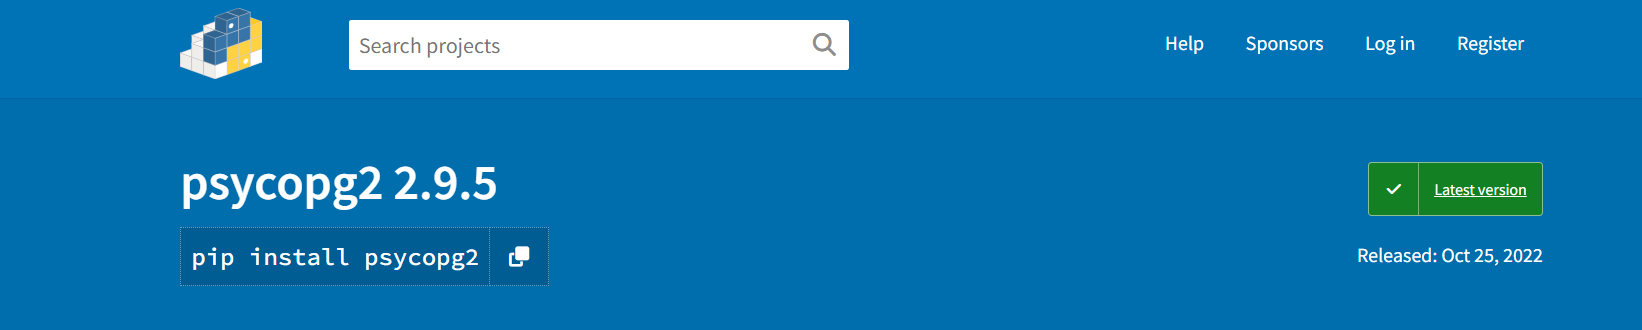 Search projects
Help
Sponsors
Log in
Register
psycopg2 2.9.5
Latest version
pip install psycopg2
Released: Oct 25, 2022